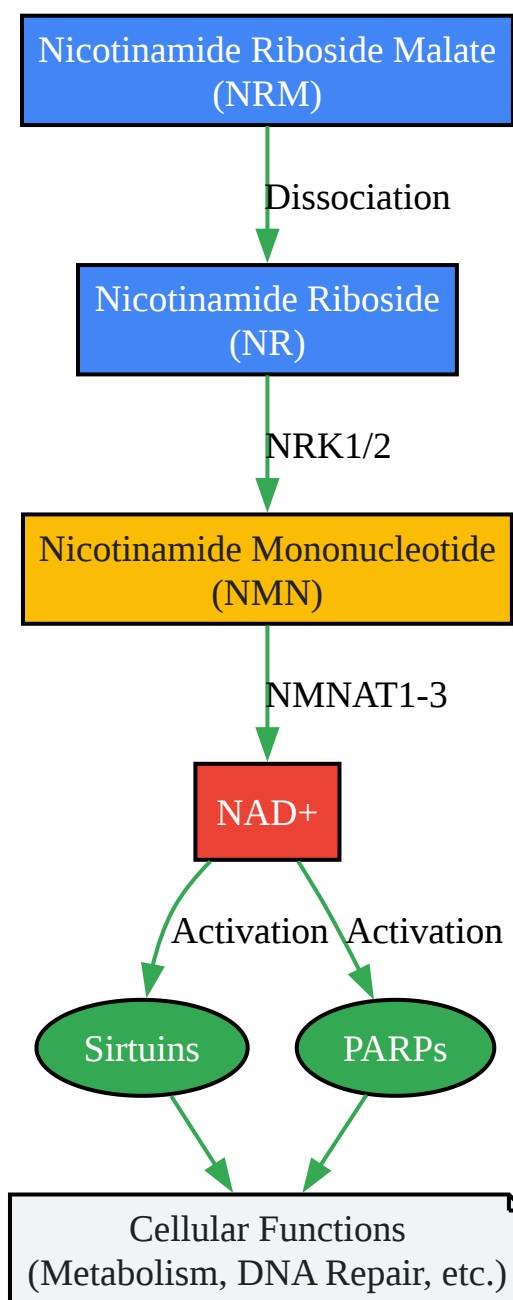 Nicotinamide Riboside Malate
(NRM)
Dissociation
Nicotinamide Riboside
(NR)
NRK1/2
Nicotinamide Mononucleotide
(NMN)
NMNAT1-3
NAD+
Activation
Activation
Sirtuins
PARPs
Cellular Functions
(Metabolism, DNA Repair, etc.)